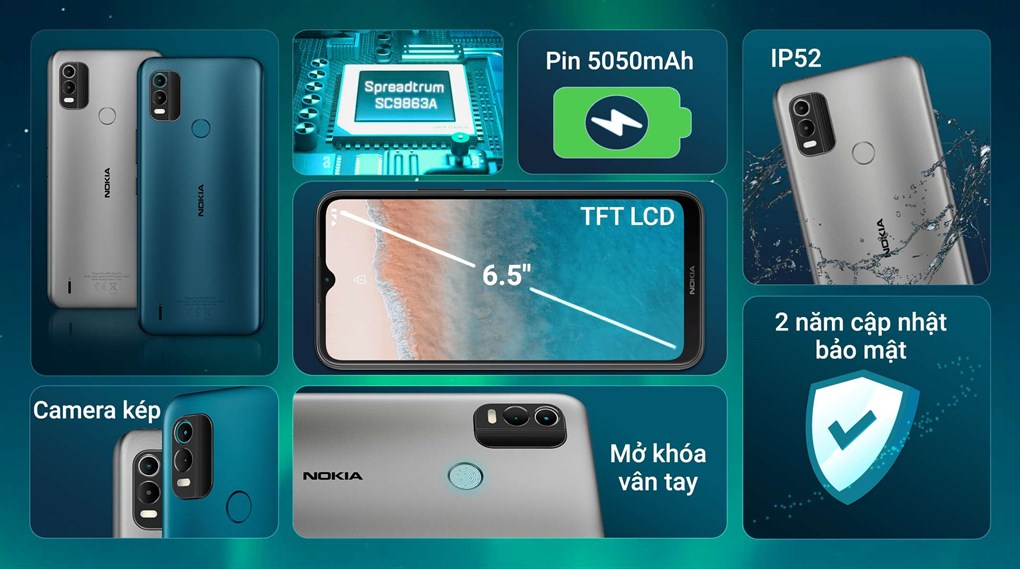 NOKIA
NOKIA
Spreadtrum
SC9863A
Pin 5050mAh
IP52
NOKIA
TFT LCD
6.5"
NOKIA
2 năm cập nhật
bảo mật
Camera kép
NOKIA
Mở khóa
vân tay